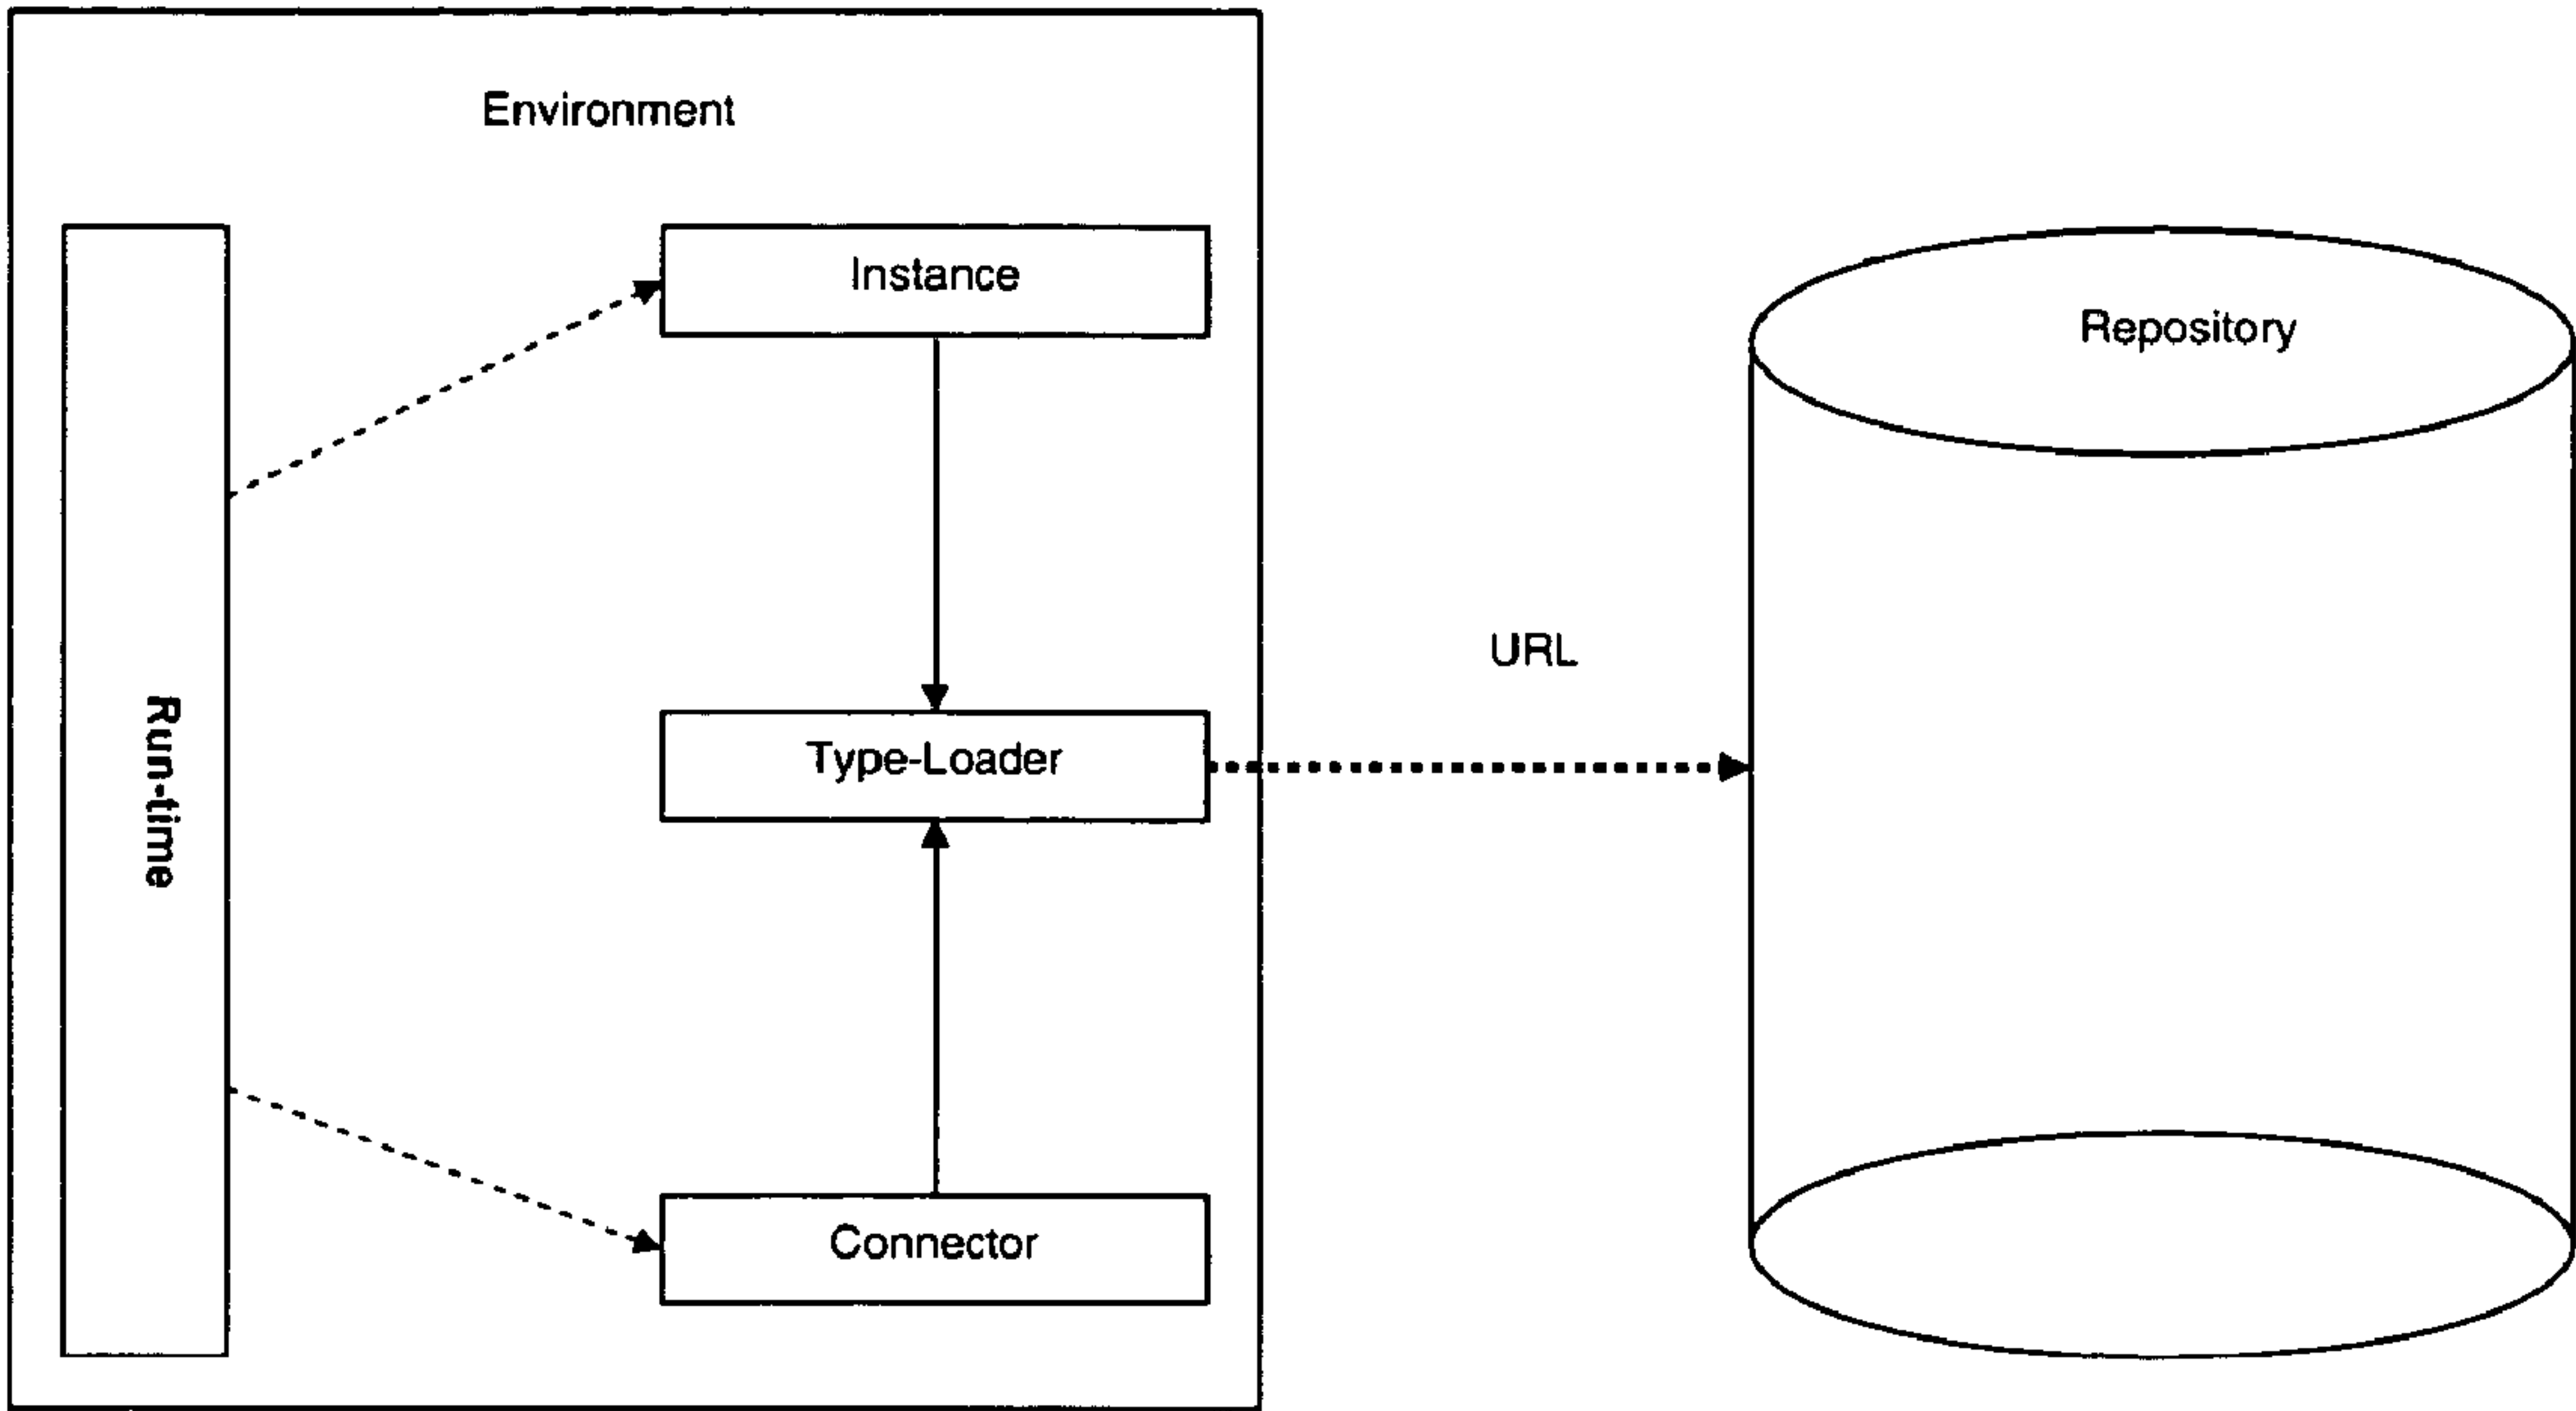 Environment
Instance
Repository
URL
Run-time
Type-Loader
Connector